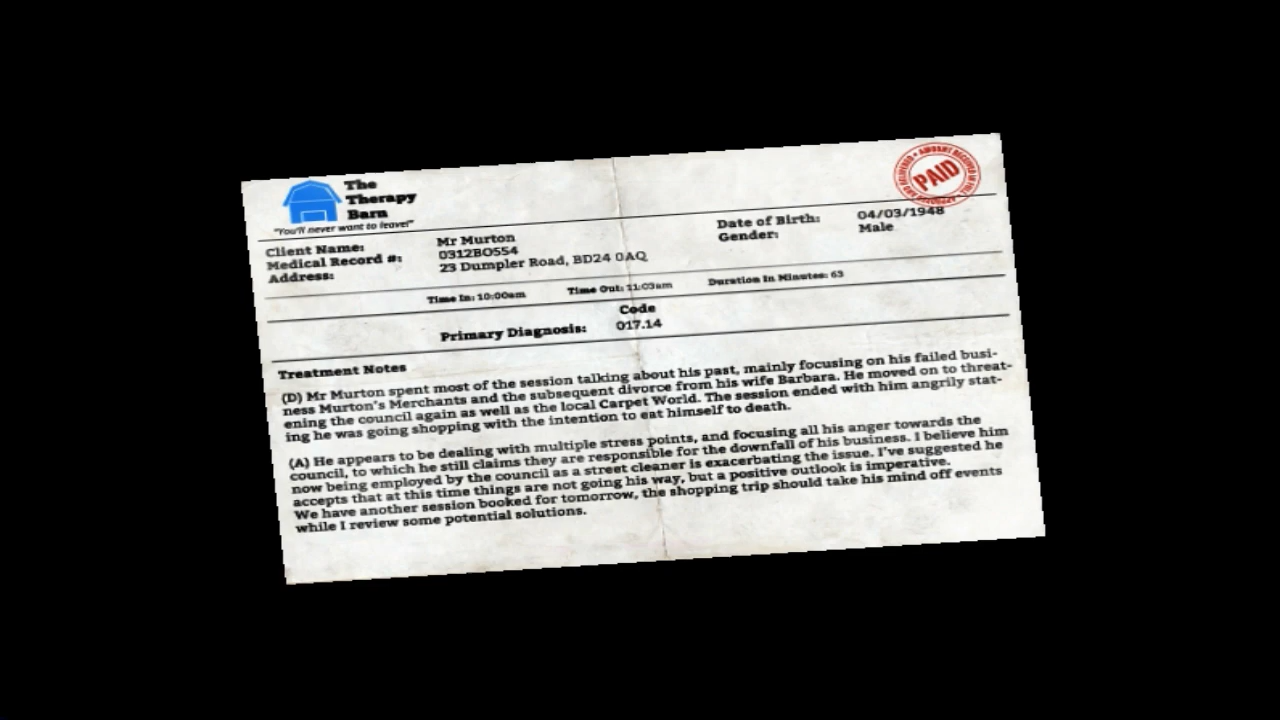 The
Therapy
Barn
"You'll never want to leave!"
PAID
Client Name: Mr Murton
Medical Record #: 0312BO554
Address: 23 Dumpler Road, BD24 0AQ
Date of Birth: 04/03/1948
Gender: Male
Time In: 10:00am Time Out: 11:03am Duration In Minutes: 63
Code
Primary Diagnosis: 017.14
Treatment Notes
(D) Mr Murton spent most of the session talking about his past, mainly focusing on his failed busi-
ness Murton's Merchants and the subsequent divorce from his wife Barbara. He moved on to threat-
ening the council again as well as the local Carpet World. The session ended with him angrily stat-
ing he was going shopping with the intention to eat himself to death.
(A) He appears to be dealing with multiple stress points, and focusing all his anger towards the
council, to which he still claims they are responsible for the downfall of his business. I believe him
now being employed by the council as a street cleaner is exacerbating the issue. I've suggested he
accepts that at this time things are not going his way, but a positive outlook is imperative.
We have another session booked for tomorrow, the shopping trip should take his mind off events
while I review some potential solutions.